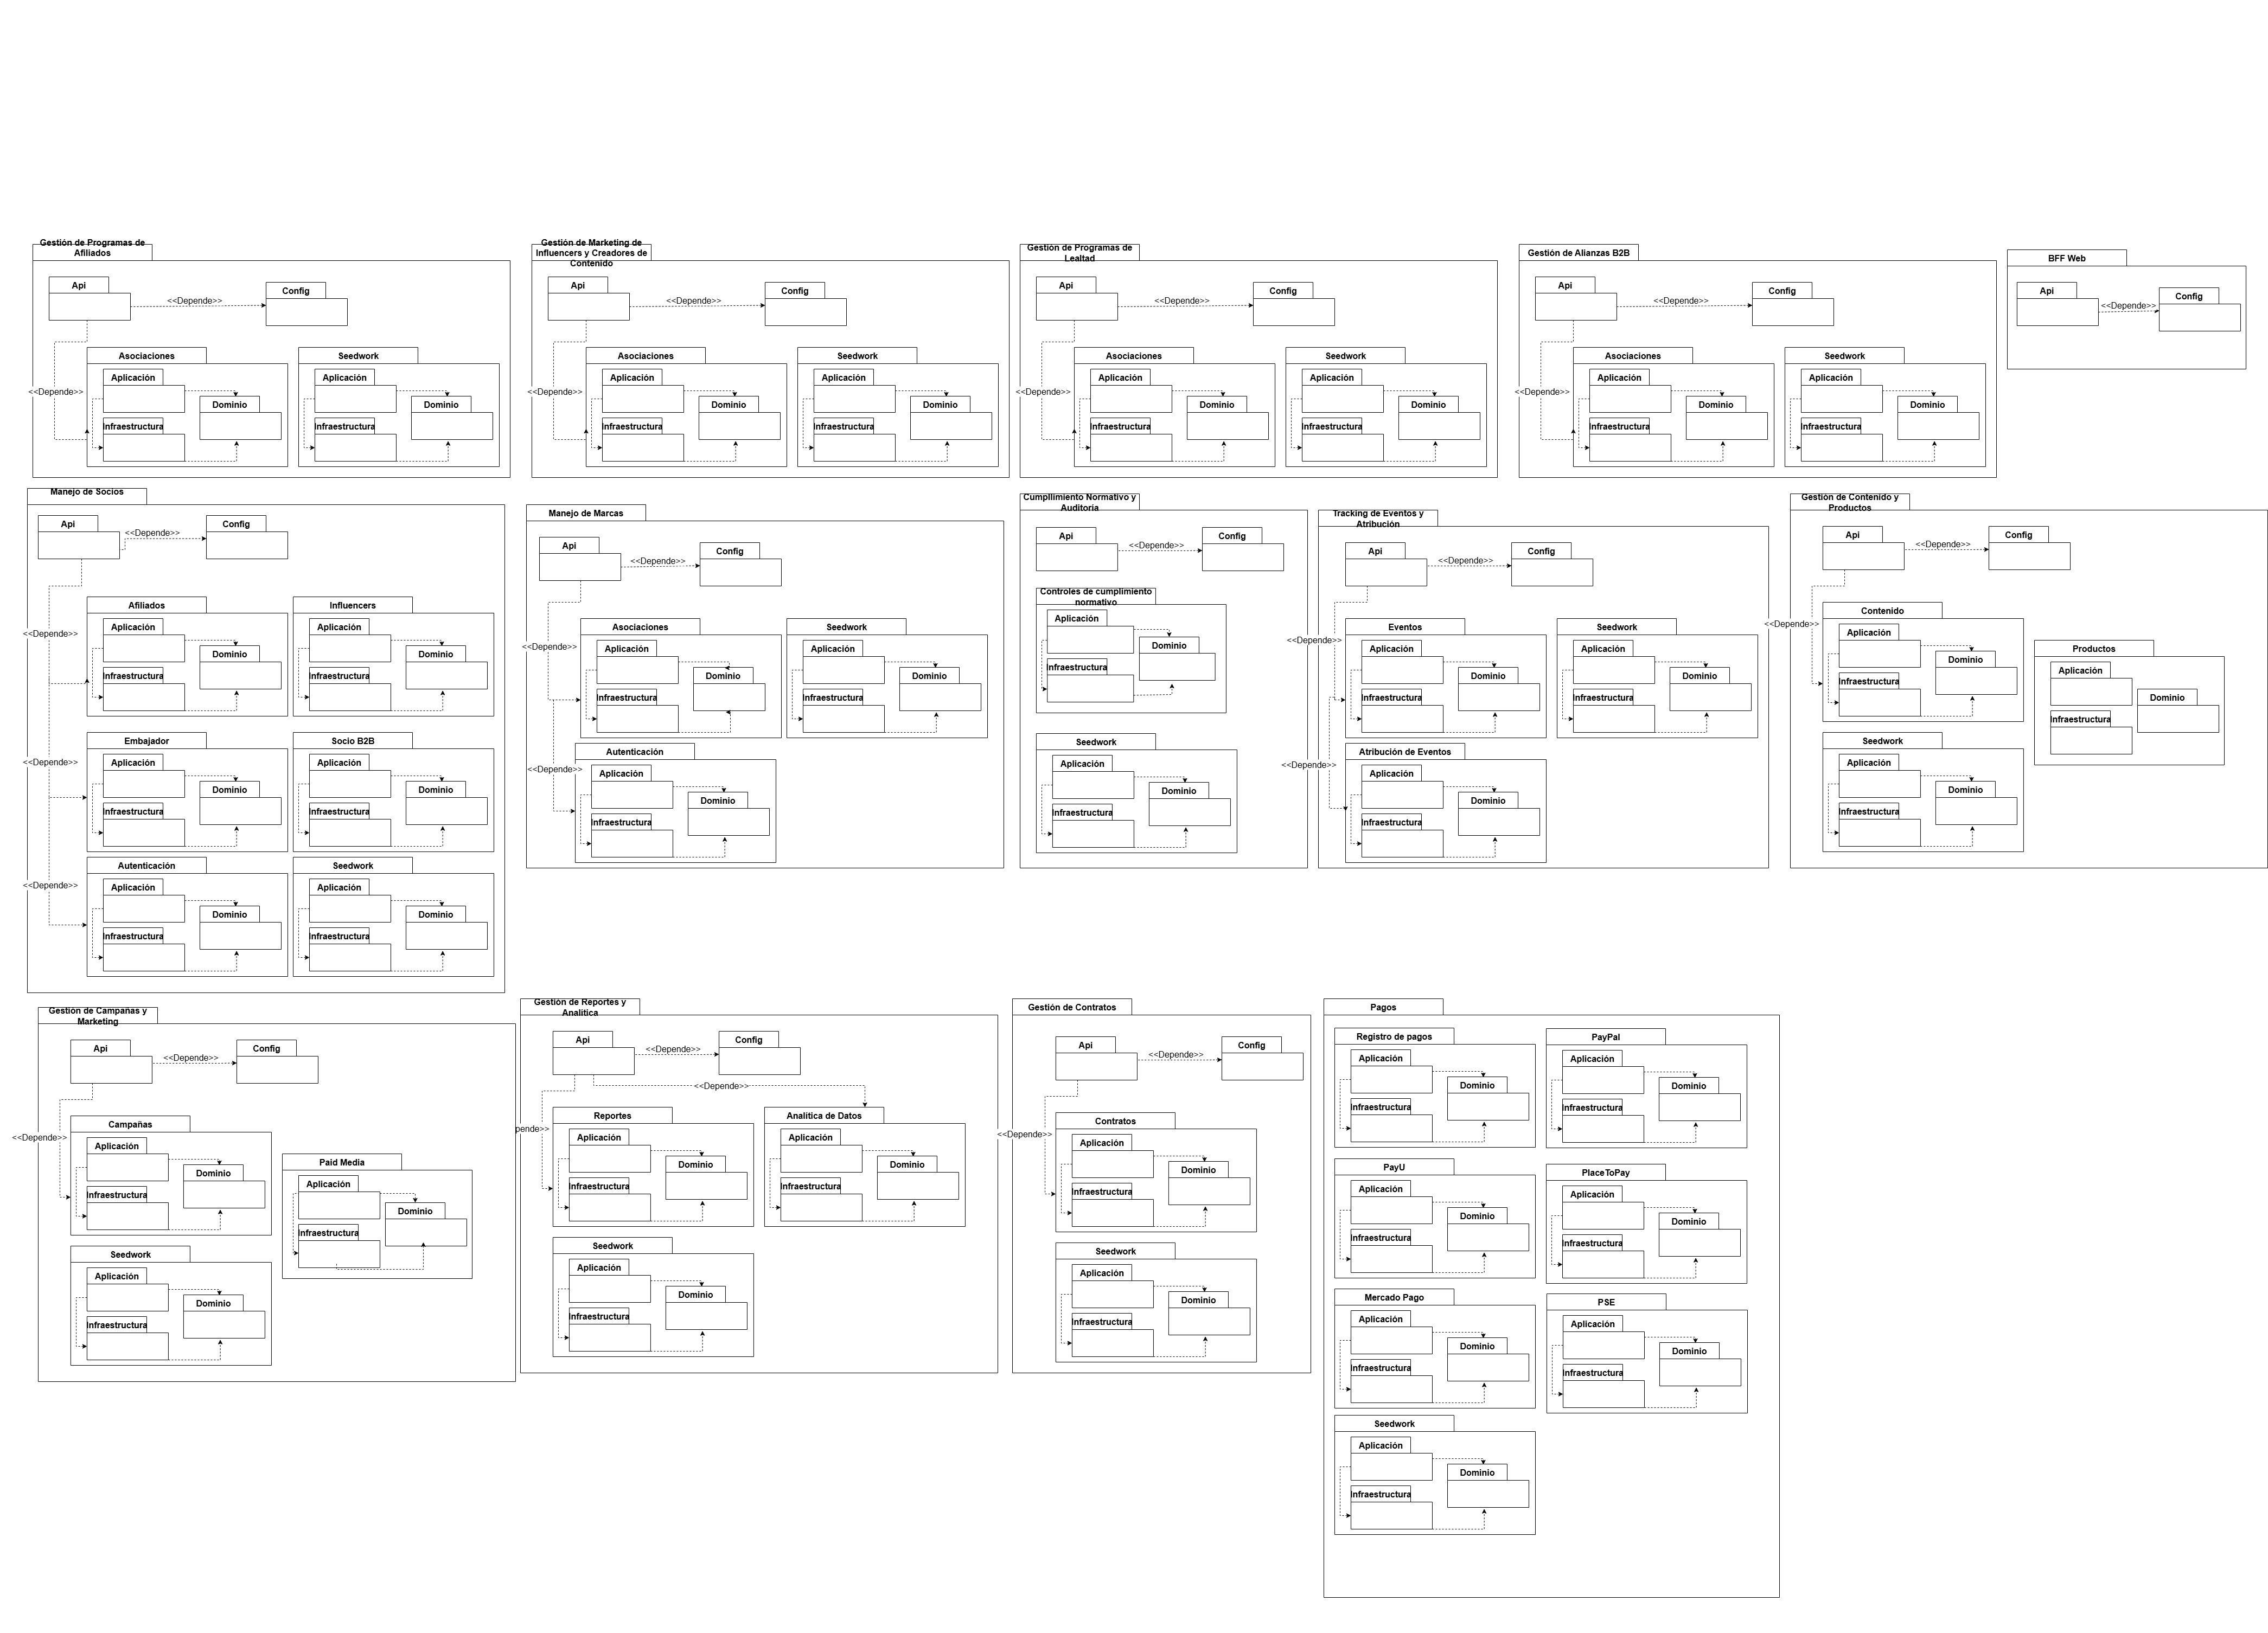 Gestión de Programas de
Afiliados
Api
<<Depende>>
Config
<<Depende>>
Asociaciones
Aplicación
Dominio
Infraestructura
Seedwork
Aplicación
Dominio
Infraestructura
Gestión de Marketing de
Influencers y Creadores de
Contenido
Api
<<Depende>>
Config
<<Depende>>
Asociaciones
Aplicación
Dominio
Infraestructura
Seedwork
Aplicación
Dominio
Infraestructura
Gestión de Programas de
Lealtad
Api
<<Depende>>
Config
<<Depende>>
Asociaciones
Aplicación
Dominio
Infraestructura
Seedwork
Aplicación
Dominio
Infraestructura
Gestión de Alianzas B2B
Api
<<Depende>>
Config
<<Depende>>
Asociaciones
Aplicación
Dominio
Infraestructura
Seedwork
Aplicación
Dominio
Infraestructura
BFF Web
Api
<<Depende>>
Config
Manejo de Socios
Api
<<Depende>>
Config
<<Depende>>
Afiliados
Aplicación
Dominio
Infraestructura
Influencers
Aplicación
Dominio
Infraestructura
<<Depende>>
Embajador
Aplicación
Dominio
Infraestructura
Socio B2B
Aplicación
Dominio
Infraestructura
<<Depende>>
Autenticación
Aplicación
Dominio
Infraestructura
Seedwork
Aplicación
Dominio
Infraestructura
Manejo de Marcas
Api
<<Depende>>
Config
<<Depende>>
Asociaciones
Aplicación
Dominio
Infraestructura
Seedwork
Aplicación
Dominio
Infraestructura
<<Depende>>
Autenticación
Aplicación
Dominio
Infraestructura
Cumpllimiento Normativo y
Auditoría
Api
<<Depende>>
Config
Controles de cumplimiento
normativo
Aplicación
Dominio
Infraestructura
Seedwork
Aplicación
Dominio
Infraestructura
Tracking de Eventos y
Atribución
Api
<<Depende>>
Config
<<Depende>>
Eventos
Aplicación
Dominio
Infraestructura
Seedwork
Aplicación
Dominio
Infraestructura
<<Depende>>
Atribución de Eventos
Aplicación
Dominio
Infraestructura
Gestión de Contenido y
Productos
Api
<<Depende>>
Config
<<Depende>>
Contenido
Aplicación
Dominio
Infraestructura
Productos
Aplicación
Dominio
Infraestructura
Seedwork
Aplicación
Dominio
Infraestructura
Gestión de Campañas y
Marketing
Api
<<Depende>>
Config
<<Depende>>
Campañas
Aplicación
Dominio
Infraestructura
Paid Media
Aplicación
Dominio
Infraestructura
Seedwork
Aplicación
Dominio
Infraestructura
Gestión de Reportes y
Analítica
Api
<<Depende>>
Config
<<Depende>>
pende>>
Reportes
Aplicación
Dominio
Infraestructura
Analitica de Datos
Aplicación
Dominio
Infraestructura
Seedwork
Aplicación
Dominio
Infraestructura
Gestión de Contratos
Api
<<Depende>>
Config
<<Depende>>
Contratos
Aplicación
Dominio
Infraestructura
Seedwork
Aplicación
Dominio
Infraestructura
Pagos
Registro de pagos
Aplicación
Dominio
Infraestructura
PayPal
Aplicación
Dominio
Infraestructura
PayU
Aplicación
Dominio
Infraestructura
PlaceToPay
Aplicación
Dominio
Infraestructura
Mercado Pago
Aplicación
Dominio
Infraestructura
PSE
Aplicación
Dominio
Infraestructura
Seedwork
Aplicación
Dominio
Infraestructura